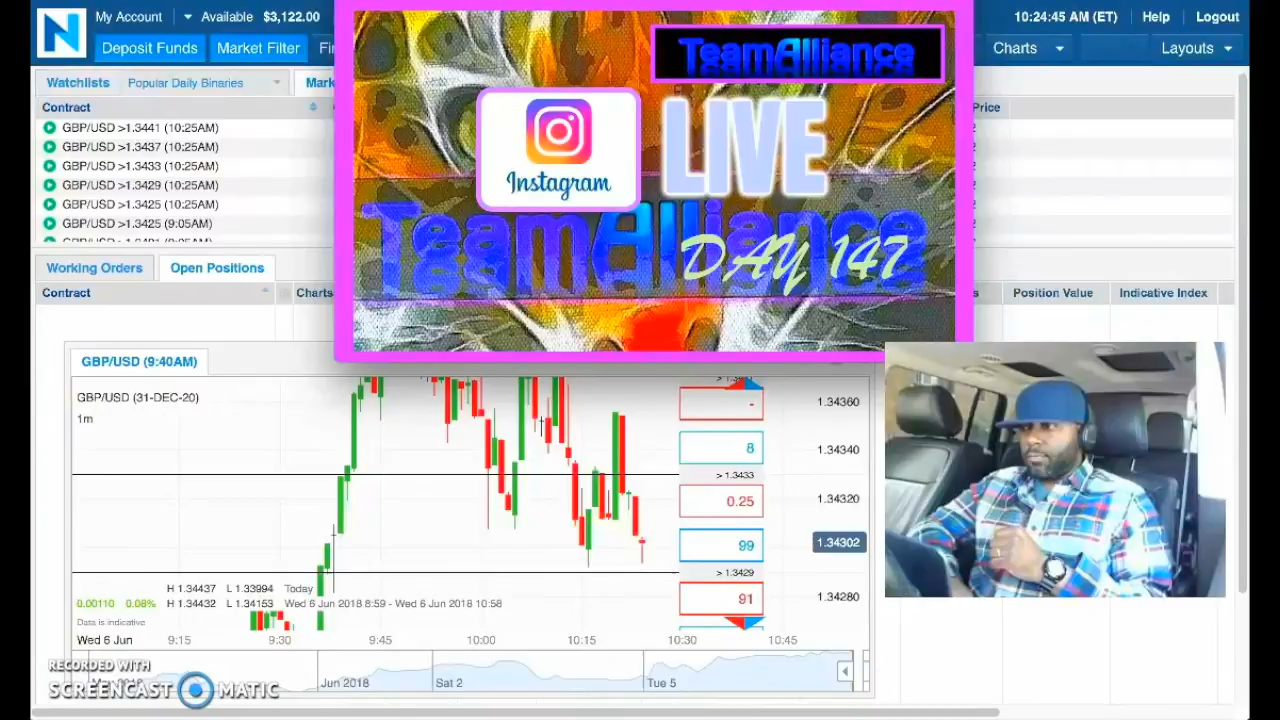 My Account
Available $3,122.00
10:24:45 AM (ET)
Help
Logout
Deposit Funds
Market Filter
Charts
Layouts
TeamAlliance
Instagram
LIVE
TeamAlliance
DAY 147
Watchlists
Popular Daily Binaries
Contract
Price
GBP/USD >1.3441 (10:25AM)
GBP/USD >1.3437 (10:25AM)
GBP/USD >1.3433 (10:25AM)
GBP/USD >1.3429 (10:25AM)
GBP/USD >1.3425 (10:25AM)
GBP/USD >1.3425 (9:05AM)
Working Orders
Open Positions
Contract
Charts
Position Value
Indicative Index
GBP/USD (9:40AM)
GBP/USD (31-DEC-20)
1m
-
8
> 1.3433
0.25
99
> 1.3429
91
1.34360
1.34340
1.34320
1.34302
1.34280
H 1.34437 L 1.33994 Today
0.00110 0.08% H 1.34432 L 1.34153 Wed 6 Jun 2018 8:59 - Wed 6 Jun 2018 10:58
Data is indicative
Wed 6 Jun 9:15 9:30 9:45 10:00 10:15 10:30 10:45
Jun 2018
Sat 2
Tue 5
RECORDED WITH
SCREENCAST MATIC